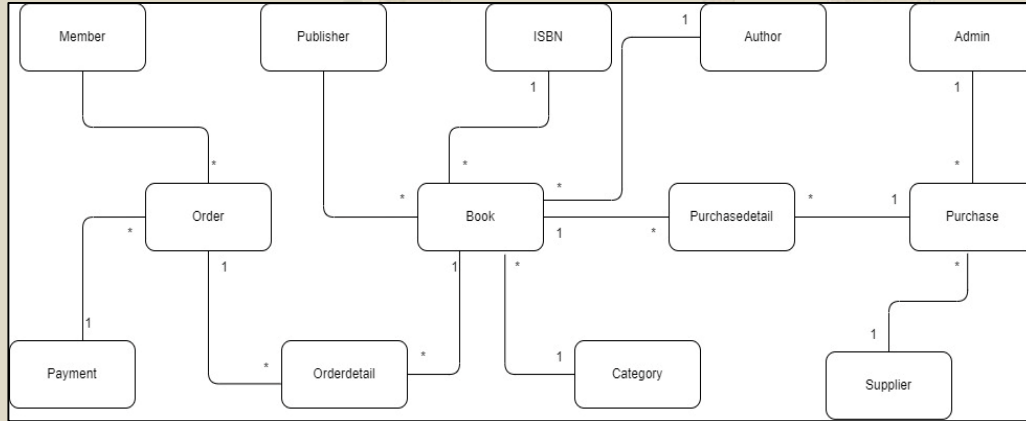 Member
Publisher
ISBN
Author
Admin
1
1
1
*
*
*
*
*
Order
Book
Purchasedetail
Purchase
*
1
*
*
1
1
1
*
*
1
1
*
*
1
Payment
Orderdetail
Category
Supplier